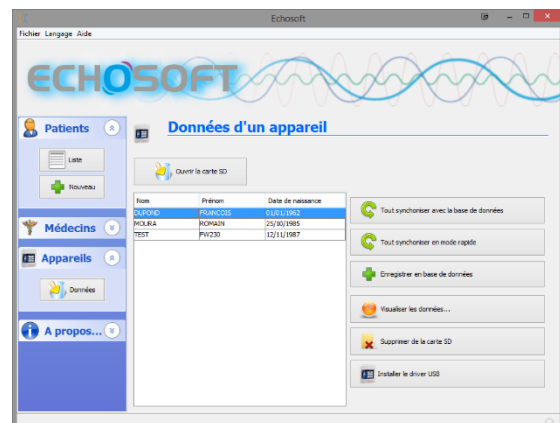 Echosoft
Fichier Langage Aide
ECHOSOFT
Patients
Liste
Nouveau
Médecins
Appareils
Données
A propos...
Données d'un appareil
Ouvrir la carte SD
Nom Prénom Date de naissance
DUPOND FRANCOIS 01/01/1962
MOURA ROMAIN 25/10/1985
TEST FW230 12/11/1987
Tout synchoniser avec la base de données
Tout synchoniser en mode rapide
Enregistrer en base de données
Visualiser les données...
Supprimer de la carte SD
Installer le driver USB